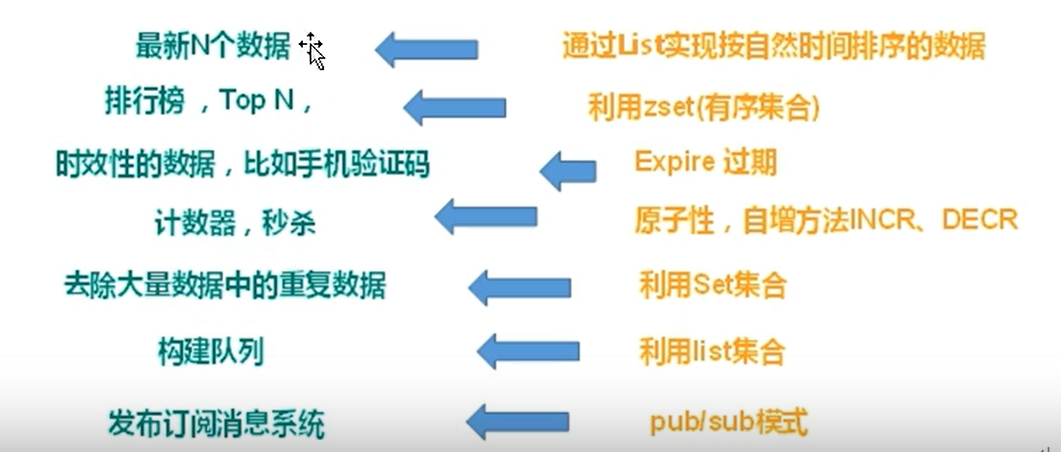 最新N个数据 通过List实现按自然时间排序的数据
排行榜，Top N， 利用zset(有序集合)
时效性的数据，比如手机验证码 Expire 过期
计数器，秒杀 原子性，自增方法INCR、DECR
去除大量数据中的重复数据 利用Set集合
构建队列 利用list集合
发布订阅消息系统 pub/sub模式